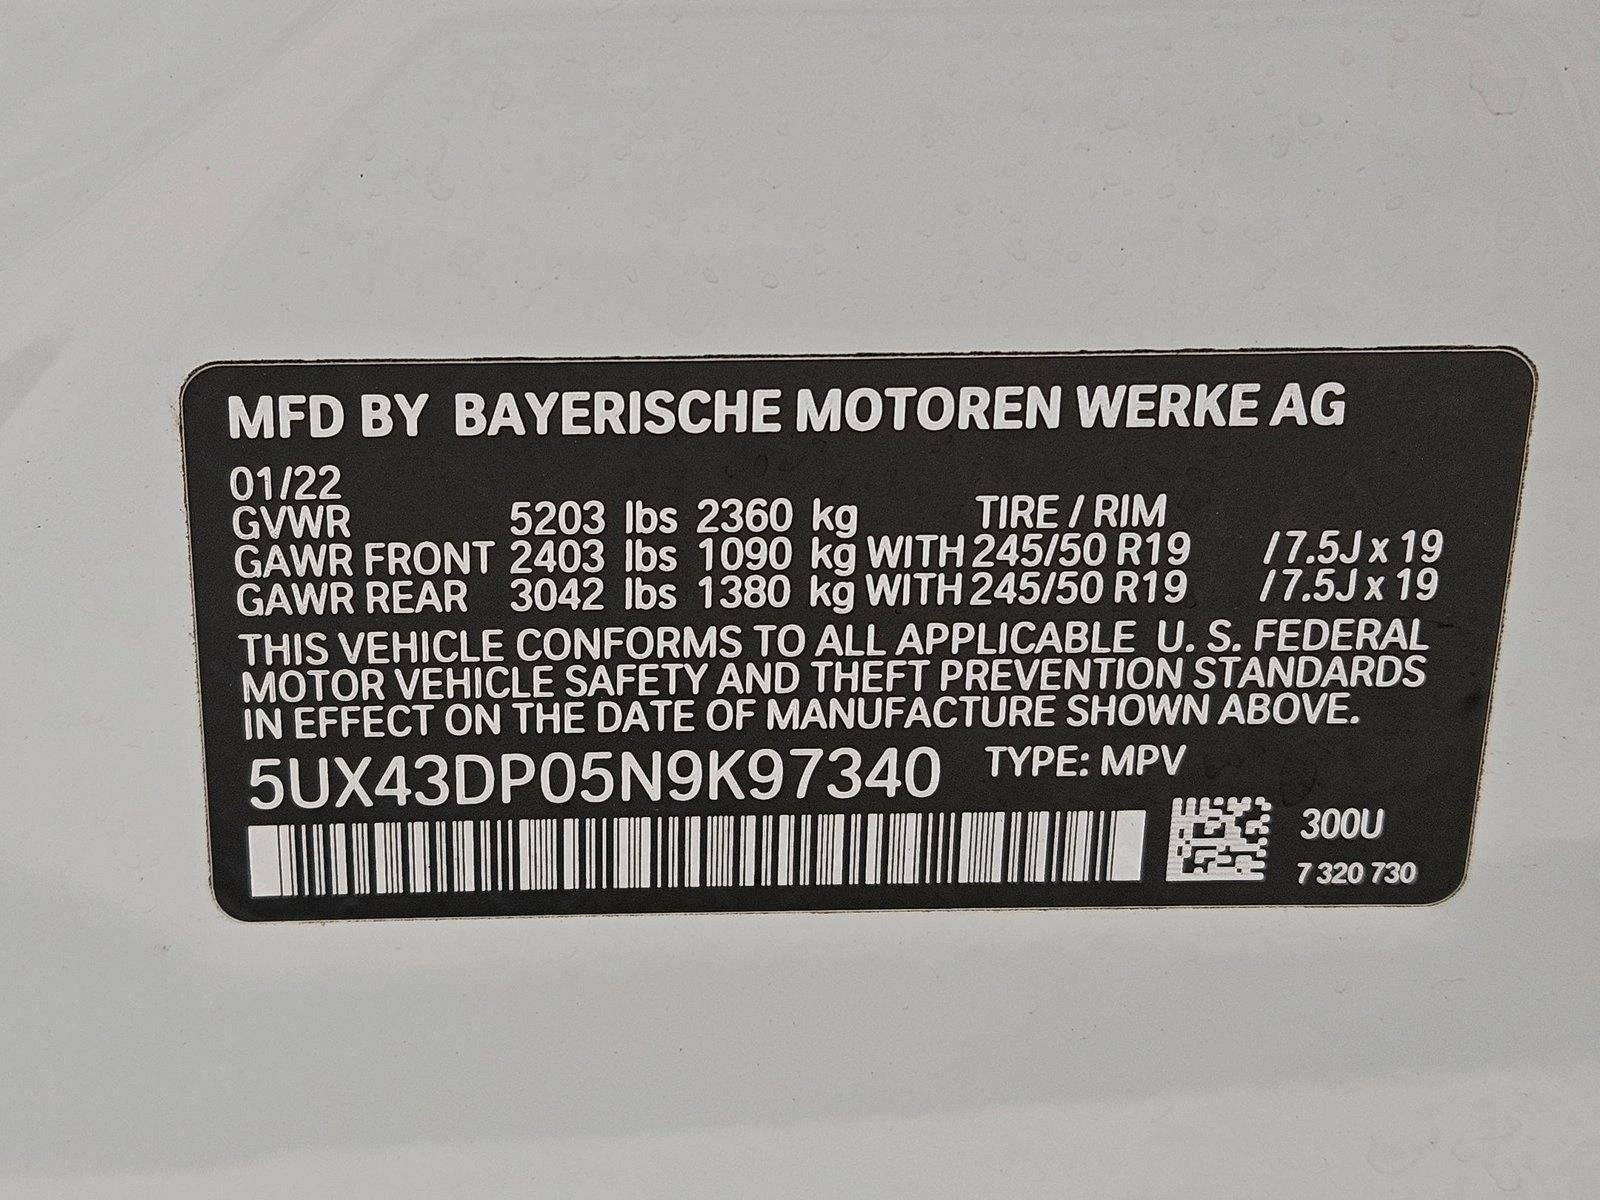 MFD BY BAYERISCHE MOTOREN WERKE AG
01/22
GVWR 5203 lbs 2360 kg TIRE / RIM
GAWR FRONT 2403 lbs 1090 kg WITH 245/50 R19 / 7.5J x 19
GAWR REAR 3042 lbs 1380 kg WITH 245/50 R19 / 7.5J x 19
THIS VEHICLE CONFORMS TO ALL APPLICABLE U. S. FEDERAL
MOTOR VEHICLE SAFETY AND THEFT PREVENTION STANDARDS
IN EFFECT ON THE DATE OF MANUFACTURE SHOWN ABOVE.
5UX43DP05N9K97340 TYPE: MPV
300U
7 320 730